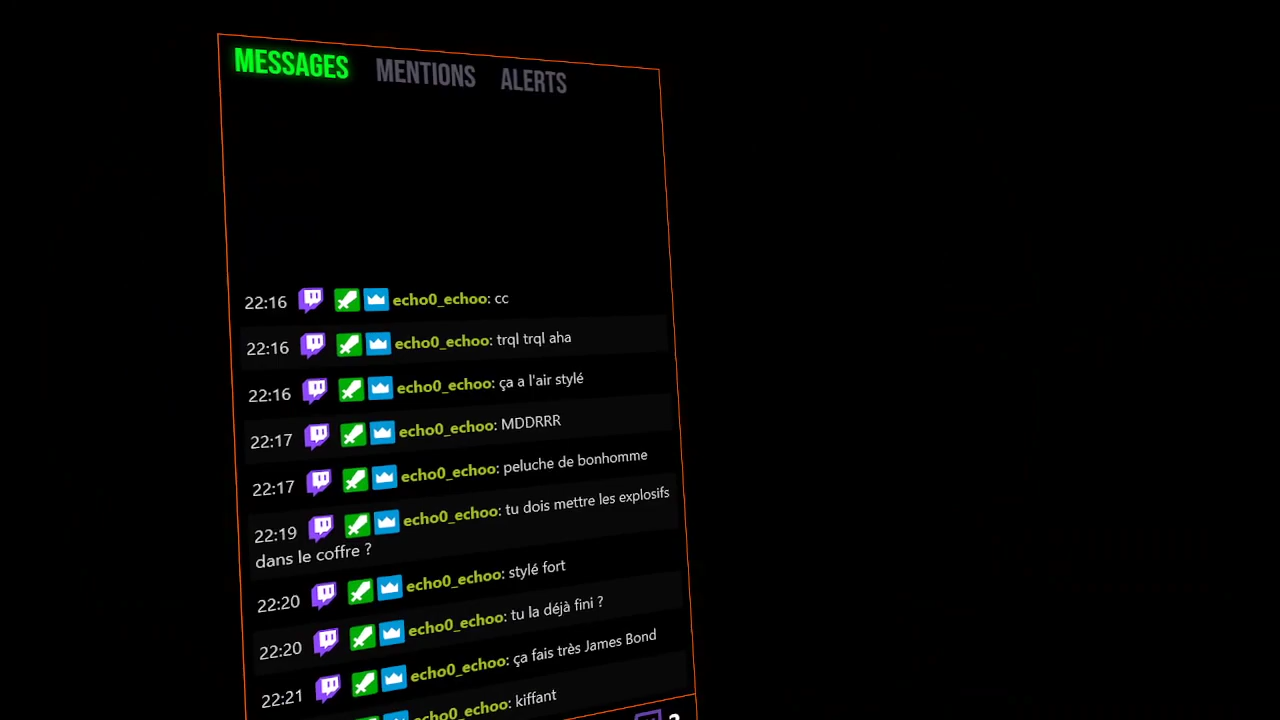 MESSAGES MENTIONS ALERTS
22:16 echo0_echoo: cc
22:16 echo0_echoo: trql trql aha
22:16 echo0_echoo: ça a l'air stylé
22:17 echo0_echoo: MDDRRR
22:17 echo0_echoo: peluche de bonhomme
22:19 echo0_echoo: tu dois mettre les explosifs
dans le coffre ?
22:20 echo0_echoo: stylé fort
22:20 echo0_echoo: tu la déjà fini ?
22:21 echo0_echoo: ça fais très James Bond
echo0_echoo: kiffant